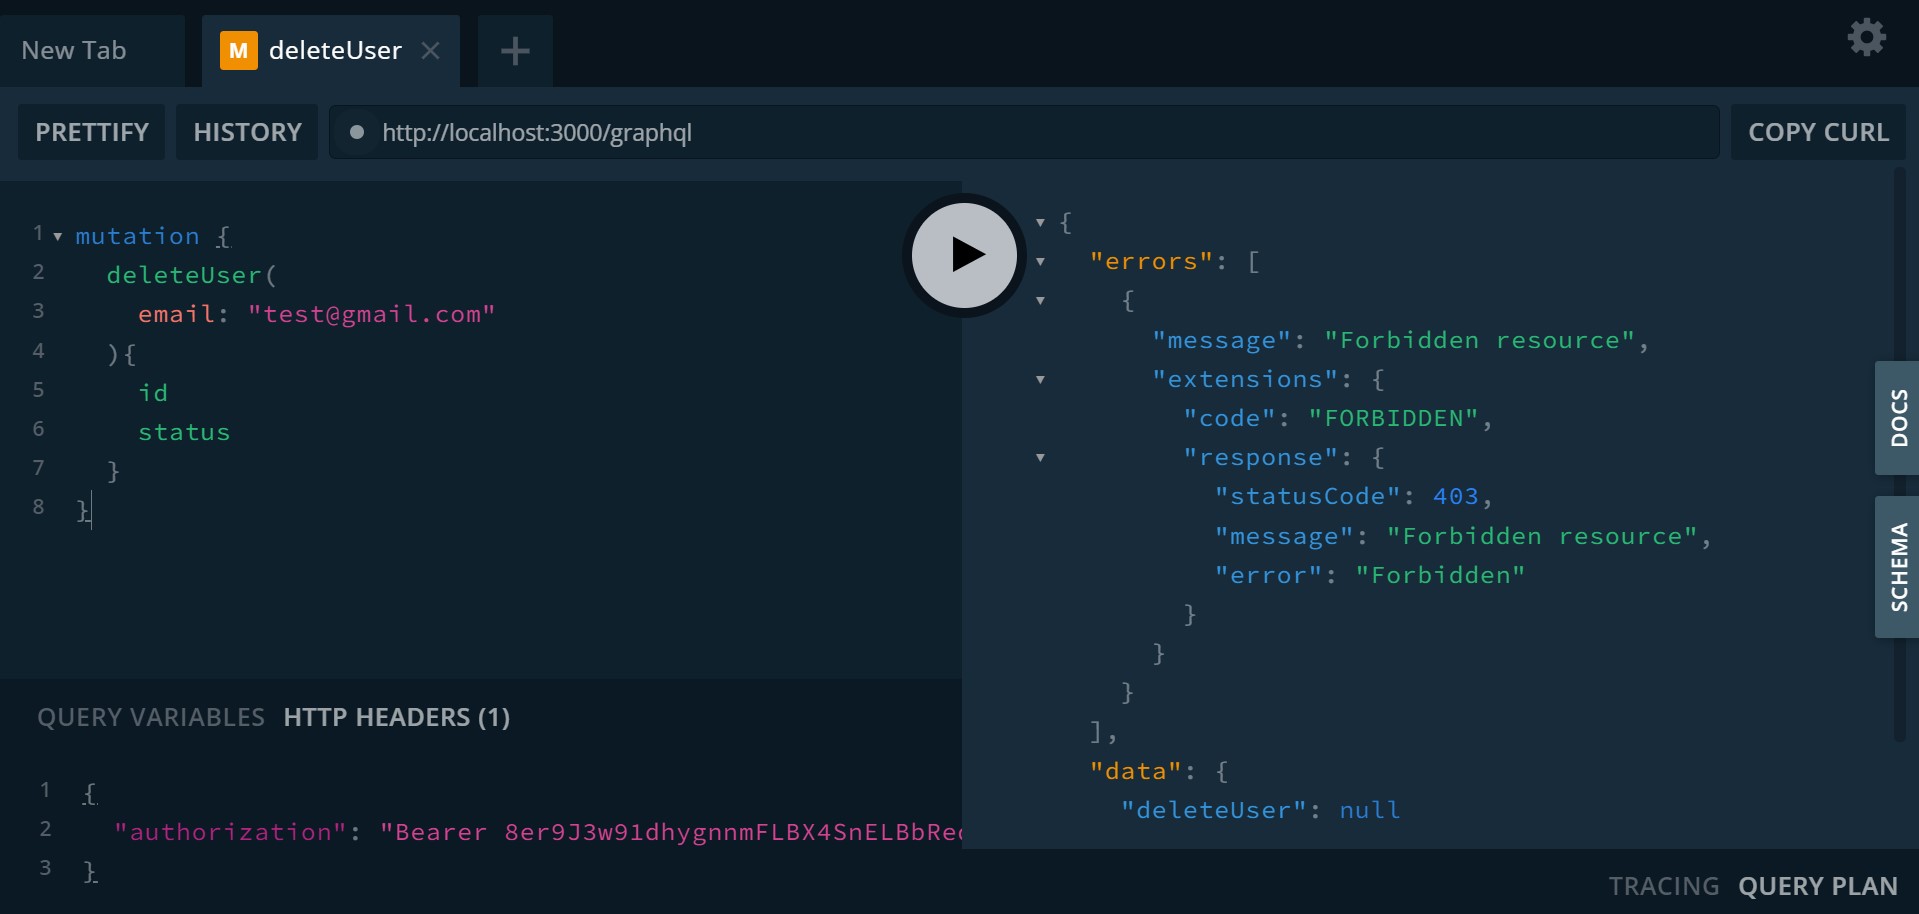 New Tab
M deleteUser
PRETTIFY HISTORY http://localhost:3000/graphql COPY CURL
1 mutation {
2 deleteUser(
3 email: "test@gmail.com"
4 ){
5 id
6 status
7 }
8 }
QUERY VARIABLES HTTP HEADERS (1)
1 {
2 "authorization": "Bearer 8er9J3w91dhygnnmFLBX4SnELBbRec
3 }
{
"errors": [
{
"message": "Forbidden resource",
"extensions": {
"code": "FORBIDDEN",
"response": {
"statusCode": 403,
"message": "Forbidden resource",
"error": "Forbidden"
}
}
}
],
"data": {
"deleteUser": null
DOCS
SCHEMA
TRACING QUERY PLAN